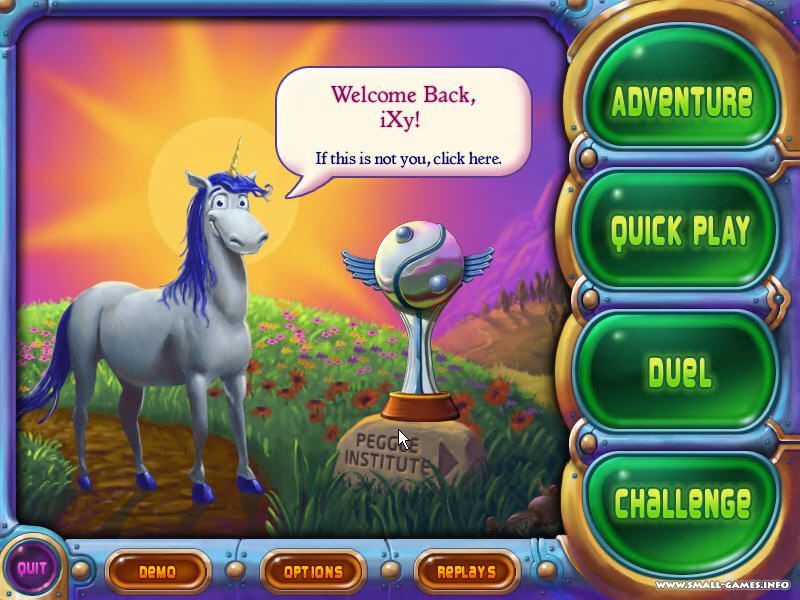 Welcome Back,
iXy!
If this is not you, click here.
ADVENTURE
QUICK PLAY
DUEL
CHALLENGE
PEGGLE
INSTITUTE
QUIT
DEMO
OPTIONS
REPLAYS
WWW.SMALL-GAMES.INFO